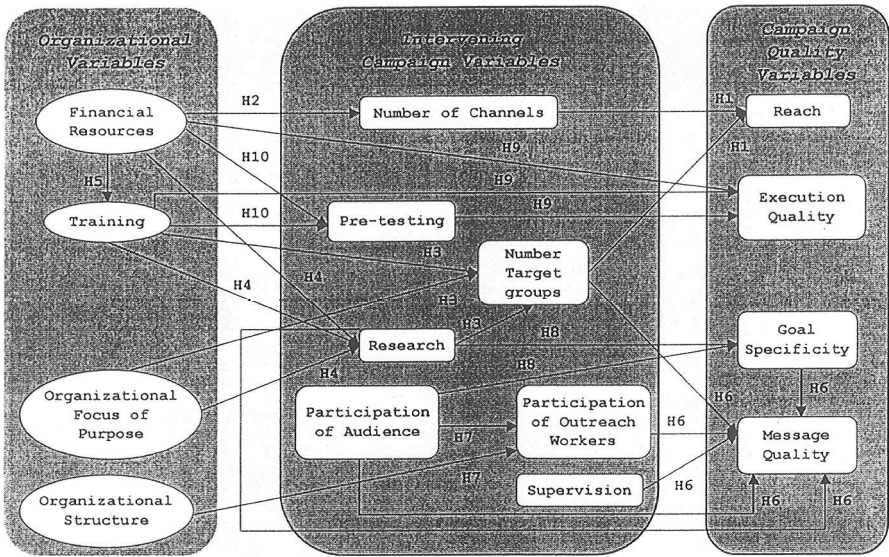 Organizational
Variables
Intervening
Campaign Variables
Campaign
Quality
Variables
Financial
Resources
H2
Number of Channels
H1
Reach
H1
H10
H9
H5
H9
Execution
Quality
Training
H10
Pre-testing
H9
H3
Number
Target
groups
H4
H4
H3
H3
Research
H8
Goal
Specificity
H4
H8
H6
H6
Organizational
Focus of
Purpose
Participation
of Audience
H7
Participation
of Outreach
Workers
H6
Message
Quality
H7
Organizational
Structure
Supervision
H6
H6
H6